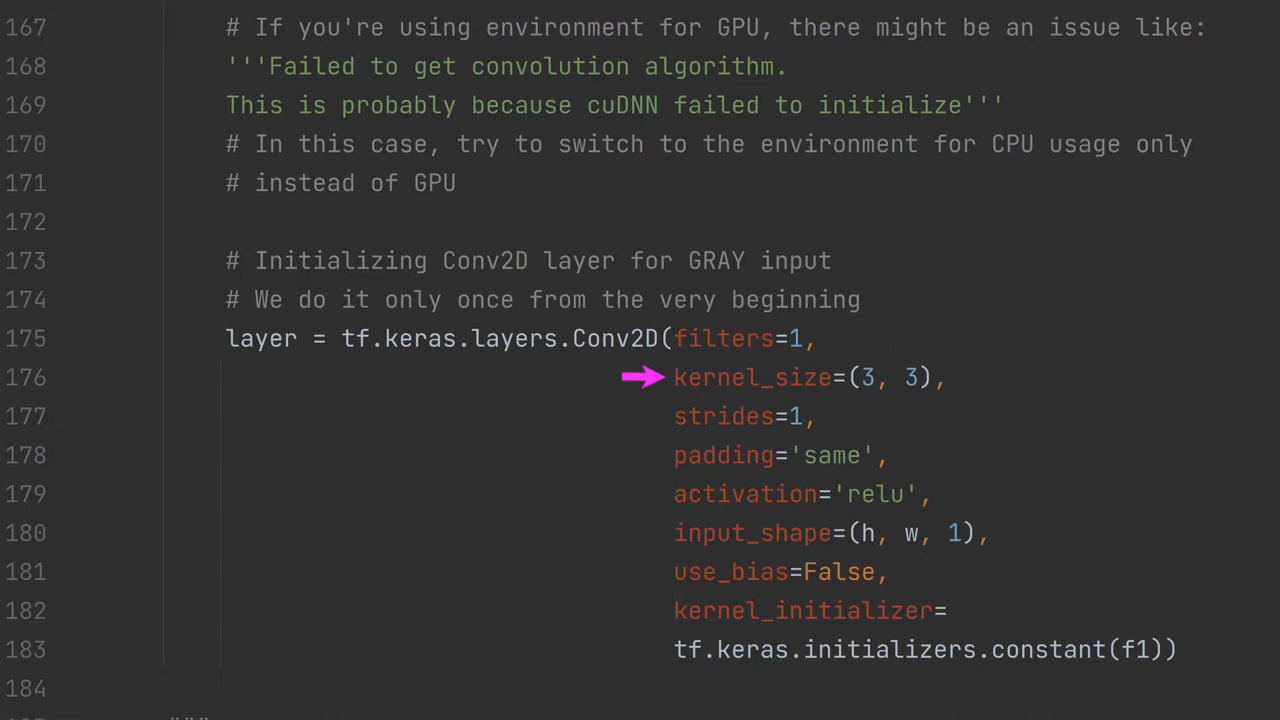 167 # If you're using environment for GPU, there might be an issue like:
168 '''Failed to get convolution algorithm.
169 This is probably because cuDNN failed to initialize'''
170 # In this case, try to switch to the environment for CPU usage only
171 # instead of GPU
172
173 # Initializing Conv2D layer for GRAY input
174 # We do it only once from the very beginning
175 layer = tf.keras.layers.Conv2D(filters=1,
176 kernel_size=(3, 3),
177 strides=1,
178 padding='same',
179 activation='relu',
180 input_shape=(h, w, 1),
181 use_bias=False,
182 kernel_initializer=
183 tf.keras.initializers.constant(f1))
184